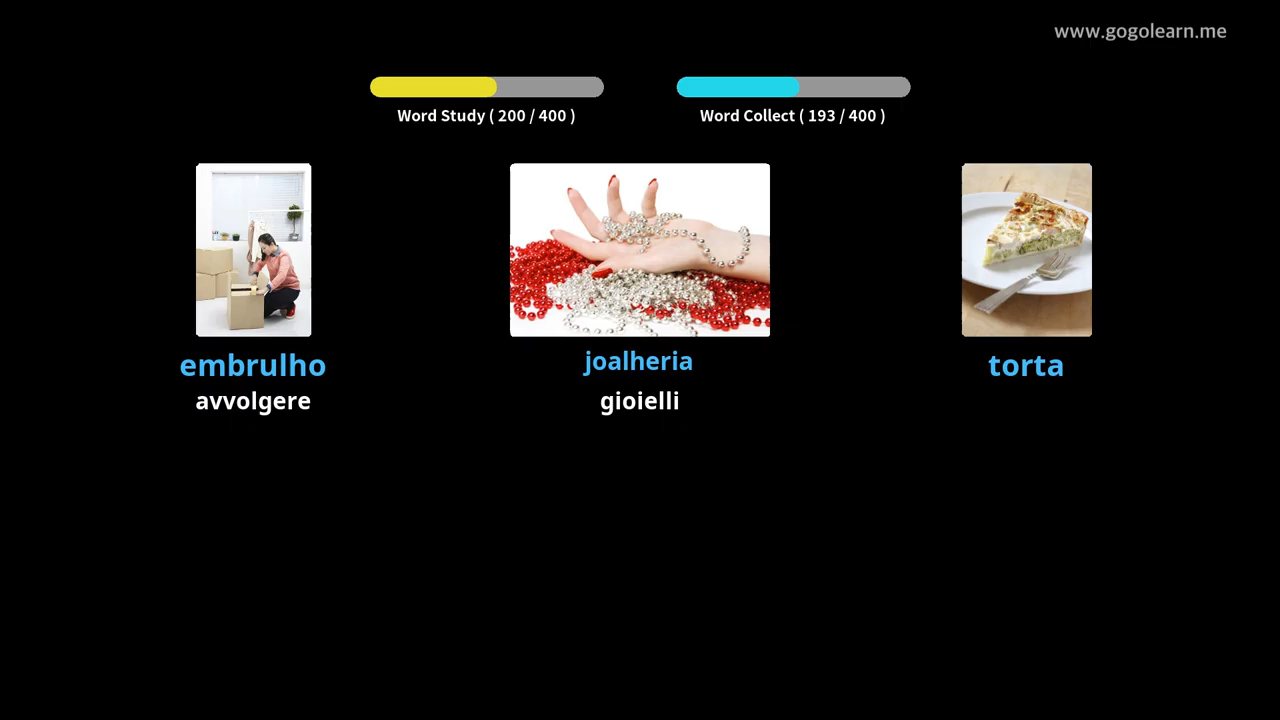 www.gogolearn.me
Word Study ( 200 / 400 )
Word Collect ( 193 / 400 )
embrulho
avvolgere
joalheria
gioielli
torta